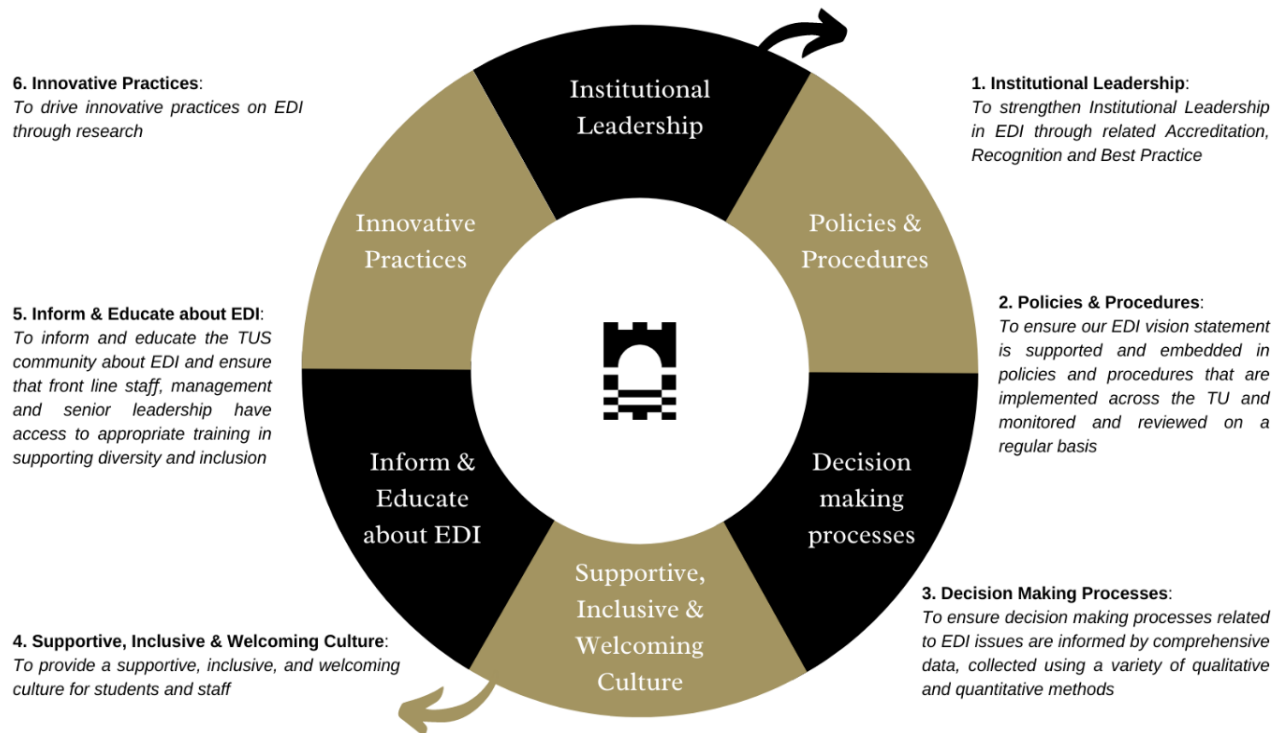 Institutional
Leadership
Policies &
Procedures
Decision
making
processes
Supportive,
Inclusive &
Welcoming
Culture
Inform &
Educate
about EDI
Innovative
Practices
1. Institutional Leadership:
To strengthen Institutional Leadership
in EDI through related Accreditation,
Recognition and Best Practice
2. Policies & Procedures:
To ensure our EDI vision statement
is supported and embedded in
policies and procedures that are
implemented across the TU and
monitored and reviewed on a
regular basis
3. Decision Making Processes:
To ensure decision making processes related
to EDI issues are informed by comprehensive
data, collected using a variety of qualitative
and quantitative methods
4. Supportive, Inclusive & Welcoming Culture:
To provide a supportive, inclusive, and welcoming
culture for students and staff
5. Inform & Educate about EDI:
To inform and educate the TUS
community about EDI and ensure
that front line staff, management
and senior leadership have
access to appropriate training in
supporting diversity and inclusion
6. Innovative Practices:
To drive innovative practices on EDI
through research